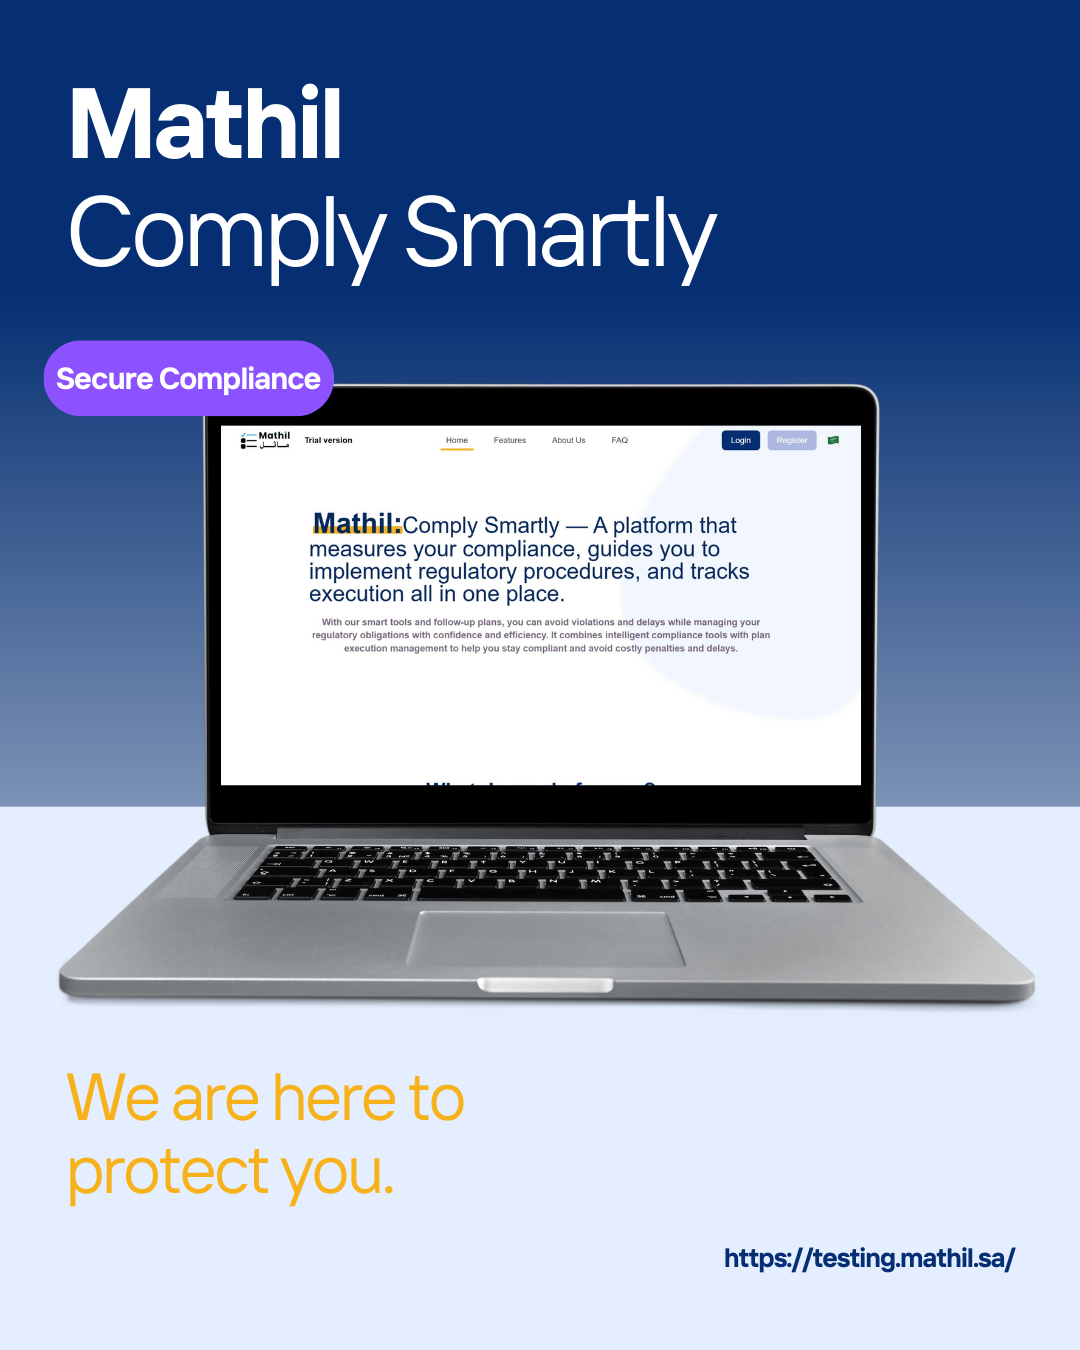 Mathil
Comply Smartly
Secure Compliance
Mathil
ماثل
Trial version
Home
Features
About Us
FAQ
Login
Register
Mathil:Comply Smartly — A platform that
measures your compliance, guides you to
implement regulatory procedures, and tracks
execution all in one place.
With our smart tools and follow-up plans, you can avoid violations and delays while managing your
regulatory obligations with confidence and efficiency. It combines intelligent compliance tools with plan
execution management to help you stay compliant and avoid costly penalties and delays.
We are here to
protect you.
https://testing.mathil.sa/